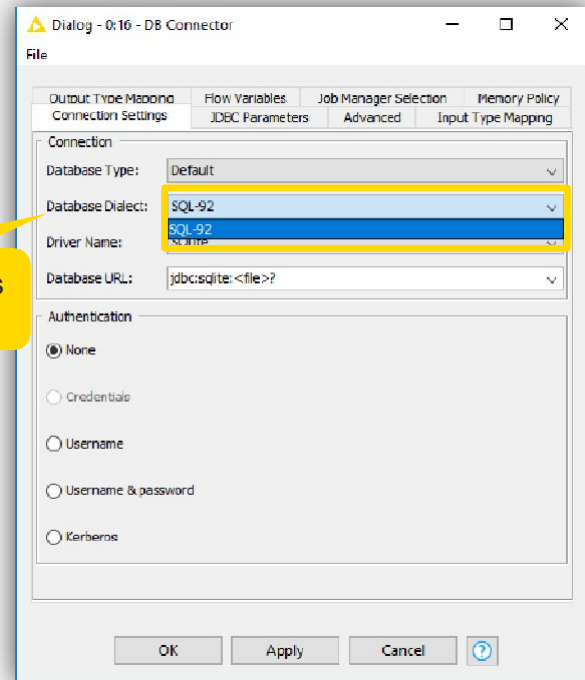 Dialog - 0:16 - DB Connector
File
Output Type Mapping Flow Variables Job Manager Selection Memory Policy
Connection Settings JDBC Parameters Advanced Input Type Mapping
Connection
Database Type: Default
Database Dialect: SQL-92
SQL-92
Driver Name: SQLite
s
Database URL: jdbc:sqlite:<file>?
Authentication
None
Credentials
Username
Username & password
Kerberos
OK Apply Cancel ?